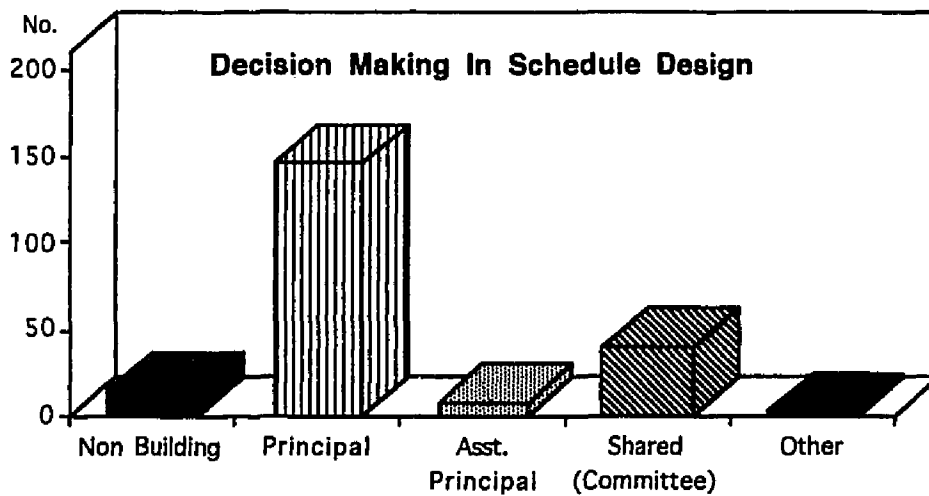 No.
Decision Making In Schedule Design
200
150
100
50
0
Non Building
Principal
Asst.
Principal
Shared
(Committee)
Other